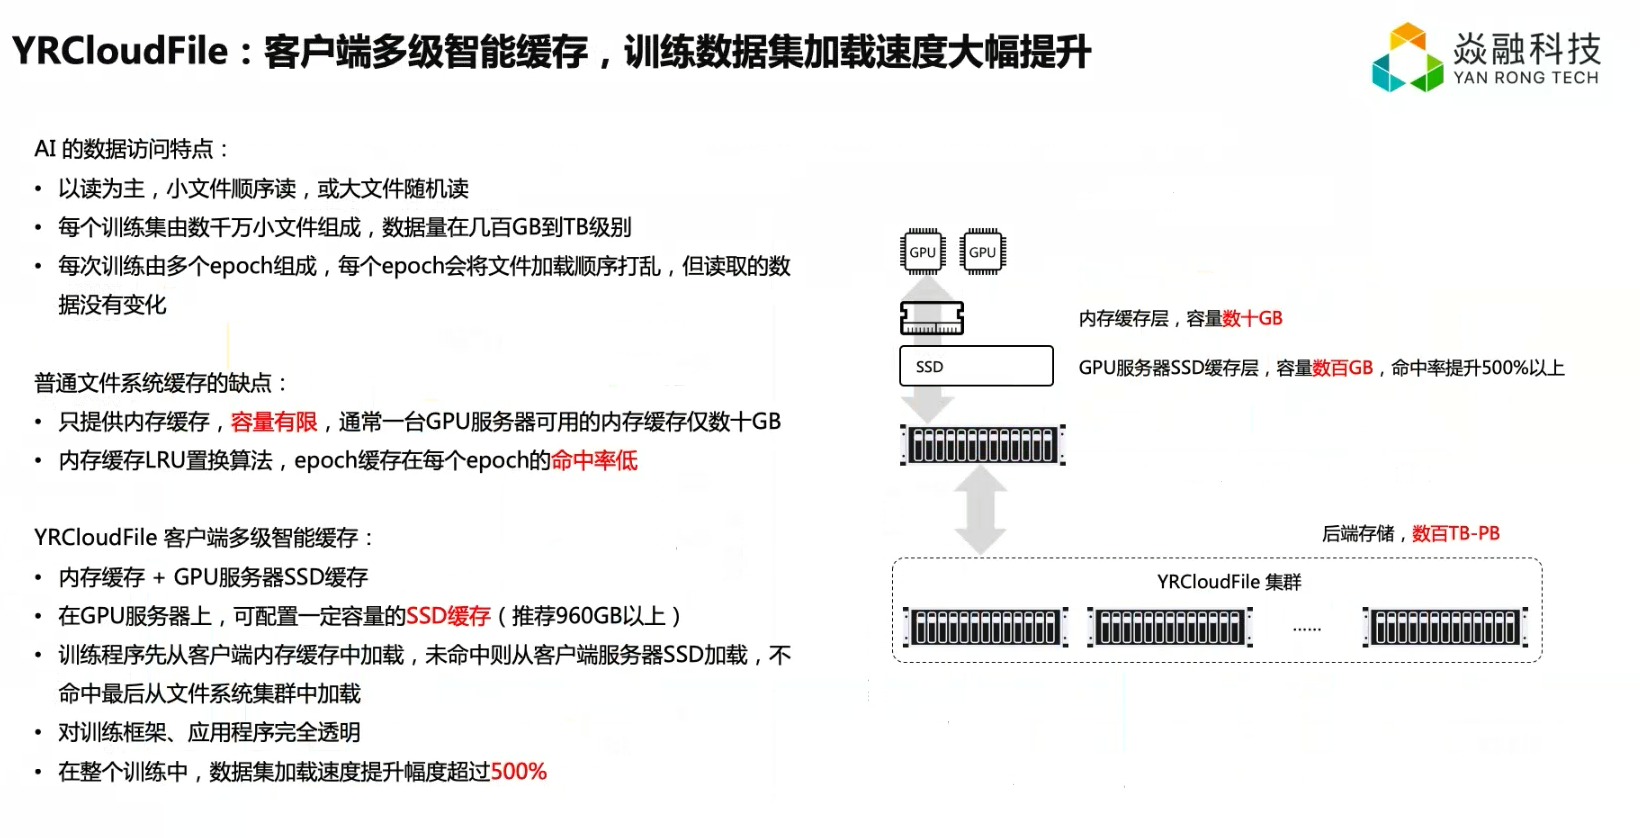 YRCloudFile：客户端多级智能缓存，训练数据集加载速度大幅提升
焱融科技
YAN RONG TECH
AI 的数据访问特点：
• 以读为主，小文件顺序读，或大文件随机读
• 每个训练集由数千万小文件组成，数据量在几百GB到TB级别
• 每次训练由多个epoch组成，每个epoch会将文件加载顺序打乱，但读取的数
据没有变化
普通文件系统缓存的缺点：
• 只提供内存缓存，容量有限，通常一台GPU服务器可用的内存缓存仅数十GB
• 内存缓存LRU置换算法，epoch缓存在每个epoch的命中率低
YRCloudFile 客户端多级智能缓存：
• 内存缓存 + GPU服务器SSD缓存
• 在GPU服务器上，可配置一定容量的SSD缓存（推荐960GB以上）
• 训练程序先从客户端内存缓存中加载，未命中则从客户端服务器SSD加载，不
命中最后从文件系统集群中加载
• 对训练框架、应用程序完全透明
• 在整个训练中，数据集加载速度提升幅度超过500%
GPU GPU
内存缓存层，容量数十GB
SSD
GPU服务器SSD缓存层，容量数百GB，命中率提升500%以上
后端存储，数百TB-PB
YRCloudFile 集群
......